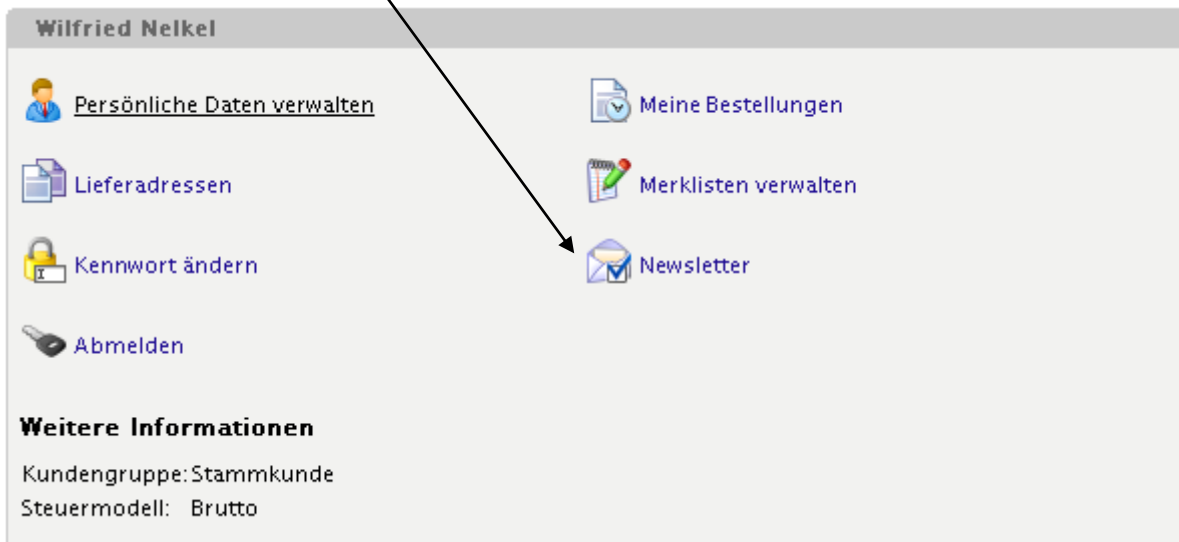 Wilfried Nelkel
Persönliche Daten verwalten
Meine Bestellungen
Lieferadressen
Merklisten verwalten
Kennwort ändern
Newsletter
Abmelden
Weitere Informationen
Kundengruppe: Stammkunde
Steuermodell: Brutto